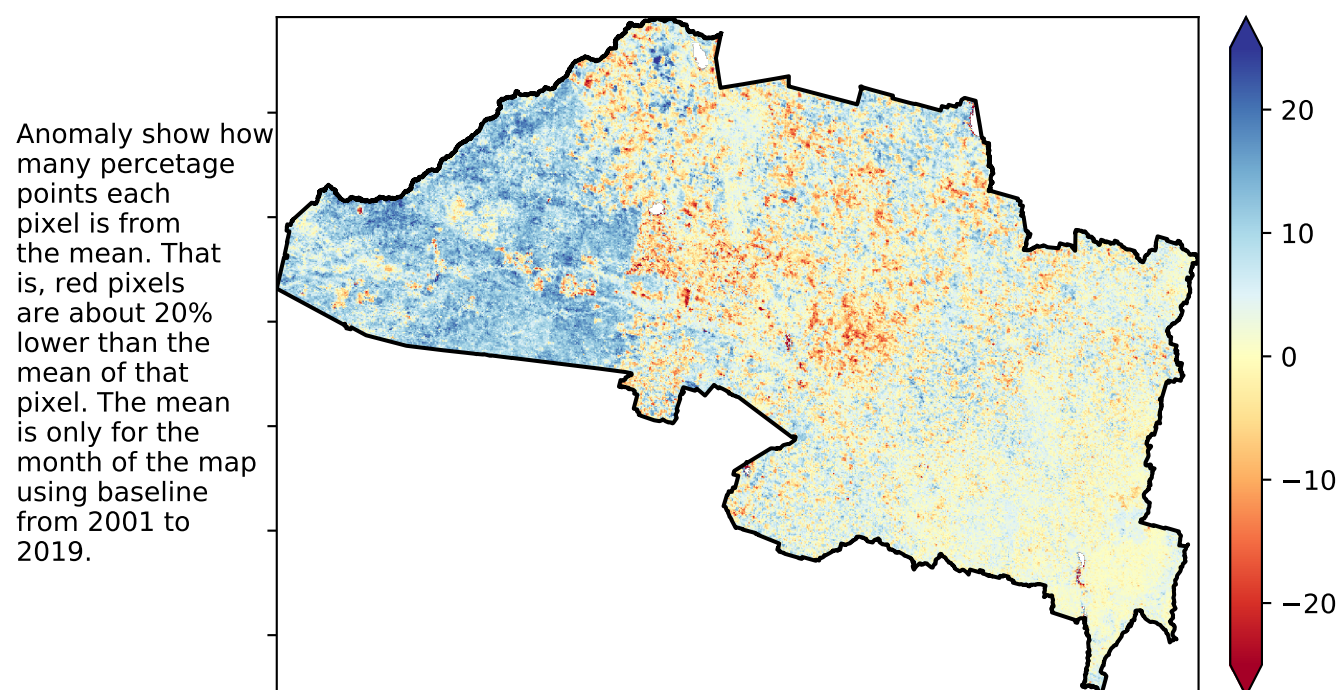 Anomaly show how
many percetage
points each
pixel is from
the mean. That
is, red pixels
are about 20%
lower than the
mean of that
pixel. The mean
is only for the
month of the map
using baseline
from 2001 to
2019.
20
10
0
−10
−20